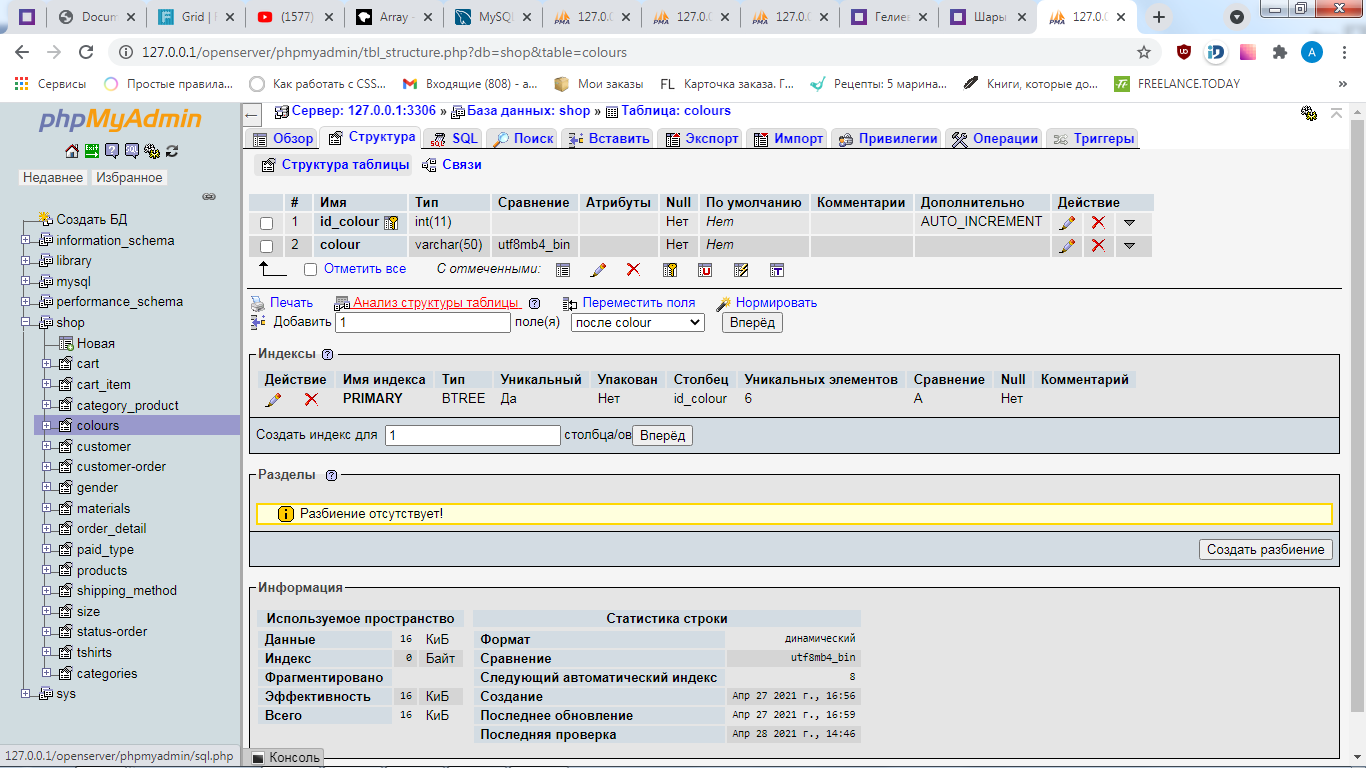 Docum
Grid | F
(1577)
Array -
MySQL
127.0.0
127.0.0
127.0.0
Гелиев
Шары
127.0.0
127.0.0.1/openserver/phpmyadmin/tbl_structure.php?db=shop&table=colours
Сервисы
Простые правила...
Как работать с CSS...
Входящие (808) - a...
Мои заказы
FL Карточка заказа. Г...
Рецепты: 5 марина...
Книги, которые до...
FREELANCE.TODAY
phpMyAdmin
Недавнее Избранное
Создать БД
information_schema
library
mysql
performance_schema
shop
Новая
cart
cart_item
category_product
colours
customer
customer-order
gender
materials
order_detail
paid_type
products
shipping_method
size
status-order
tshirts
categories
sys
127.0.0.1/openserver/phpmyadmin/sql.php
Сервер: 127.0.0.1:3306 » База данных: shop » Таблица: colours
Обзор Структура SQL Поиск Вставить Экспорт Импорт Привилегии Операции Триггеры
Структура таблицы Связи
# Имя Тип Сравнение Атрибуты Null По умолчанию Комментарии Дополнительно Действие
1 id_colour int(11) Нет Нет AUTO_INCREMENT
2 colour varchar(50) utf8mb4_bin Нет Нет
Отметить все С отмеченными:
Печать Анализ структуры таблицы Переместить поля Нормировать
Добавить 1 поле(я) после colour Вперёд
Индексы
Действие Имя индекса Тип Уникальный Упакован Столбец Уникальных элементов Сравнение Null Комментарий
PRIMARY BTREE Да Нет id_colour 6 A Нет
Создать индекс для 1 столбца/ов Вперёд
Разделы
Разбиение отсутствует!
Создать разбиение
Информация
Используемое пространство
Данные 16 КиБ
Индекс 0 Байт
Фрагментировано
Эффективность 16 КиБ
Всего 16 КиБ
Статистика строки
Формат динамический
Сравнение utf8mb4_bin
Следующий автоматический индекс 8
Создание Апр 27 2021 г., 16:56
Последнее обновление Апр 27 2021 г., 16:59
Последняя проверка Апр 28 2021 г., 14:46
Консоль